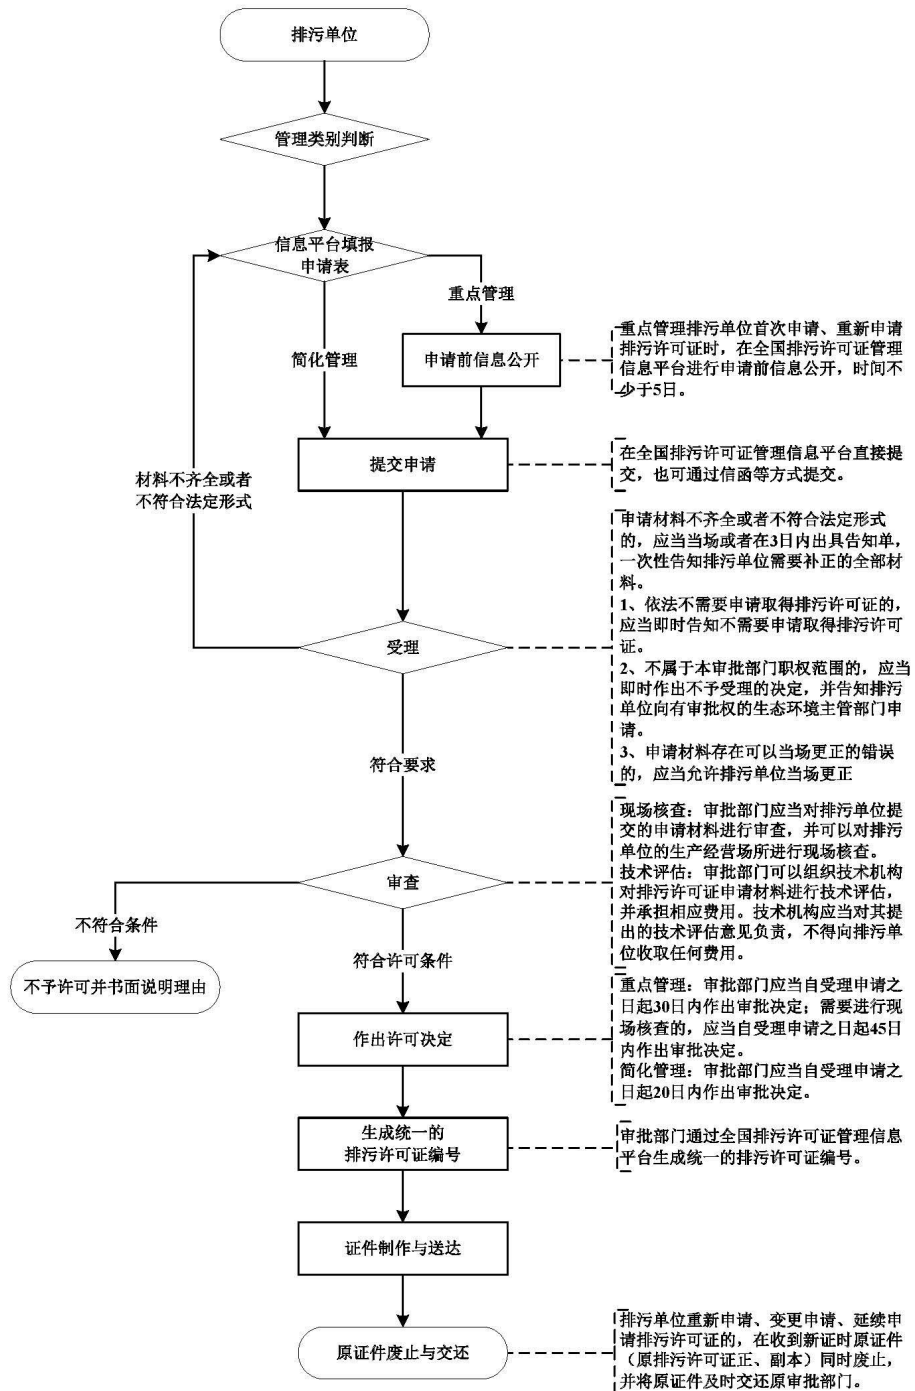 排污单位
管理类别判断
信息平台填报
申请表
重点管理
简化管理
申请前信息公开
重点管理排污单位首次申请、重新申请
排污许可证时，在全国排污许可证管理
信息平台进行申请前信息公开，时间不
少于5日。
提交申请
在全国排污许可证管理信息平台直接提
交，也可通过信函等方式提交。
材料不齐全或者
不符合法定形式
申请材料不齐全或者不符合法定形式
的，应当当场或者在3日内出具告知单，
一次性告知排污单位需要补正的全部材
料。
1、依法不需要申请取得排污许可证的，
应当即时告知不需要申请取得排污许可
证。
2、不属于本审批部门职权范围的，应当
即时作出不予受理的决定，并告知排污
单位向有审批权的生态环境主管部门申
请。
3、申请材料存在可以当场更正的错误
的，应当允许排污单位当场更正
受理
符合要求
现场核查：审批部门应当对排污单位提
交的申请材料进行审查，并可以对排污
单位的生产经营场所进行现场核查。
技术评估：审批部门可以组织技术机构
对排污许可证申请材料进行技术评估，
并承担相应费用。技术机构应当对其提
出的技术评估意见负责，不得向排污单
位收取任何费用。
审查
不符合条件
不予许可并书面说明理由
符合许可条件
重点管理：审批部门应当自受理申请之
日起30日内作出审批决定；需要进行现
场核查的，应当自受理申请之日起45日
内作出审批决定。
简化管理：审批部门应当自受理申请之
日起20日内作出审批决定。
作出许可决定
生成统一的
排污许可证编号
审批部门通过全国排污许可证管理信息
平台生成统一的排污许可证编号。
证件制作与送达
原证件废止与交还
排污单位重新申请、变更申请、延续申
请排污许可证的，在收到新证时原证件
（原排污许可证正、副本）同时废止，
并将原证件及时交还原审批部门。